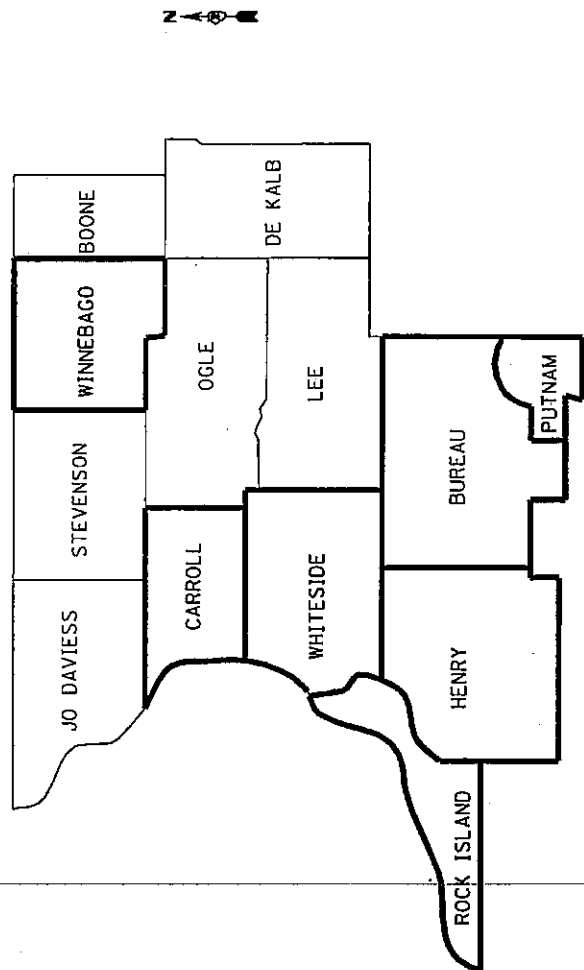 N
JO DAVIESS
STEVENSON
WINNEBAGO
BOONE
CARROLL
OGLE
DE KALB
WHITESIDE
LEE
ROCK ISLAND
HENRY
BUREAU
PUTNAM